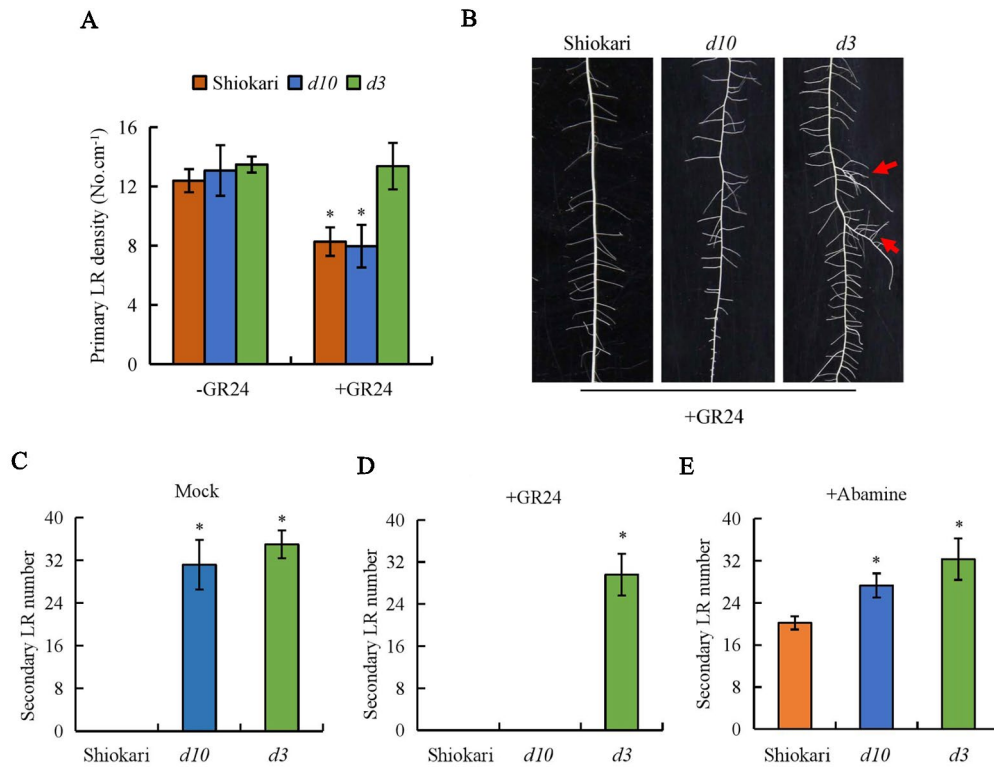 A
Shiokari d10 d3
Primary LR density (No.cm-1)
16
12
8
4
0
* *
-GR24 +GR24
B
Shiokari d10 d3
+GR24
C
Mock
Secondary LR number
40
32
24
16
8
0
* *
Shiokari d10 d3
D
+GR24
Secondary LR number
40
32
24
16
8
0
*
Shiokari d10 d3
E
+Abamine
Secondary LR number
40
32
24
16
8
0
* *
Shiokari d10 d3